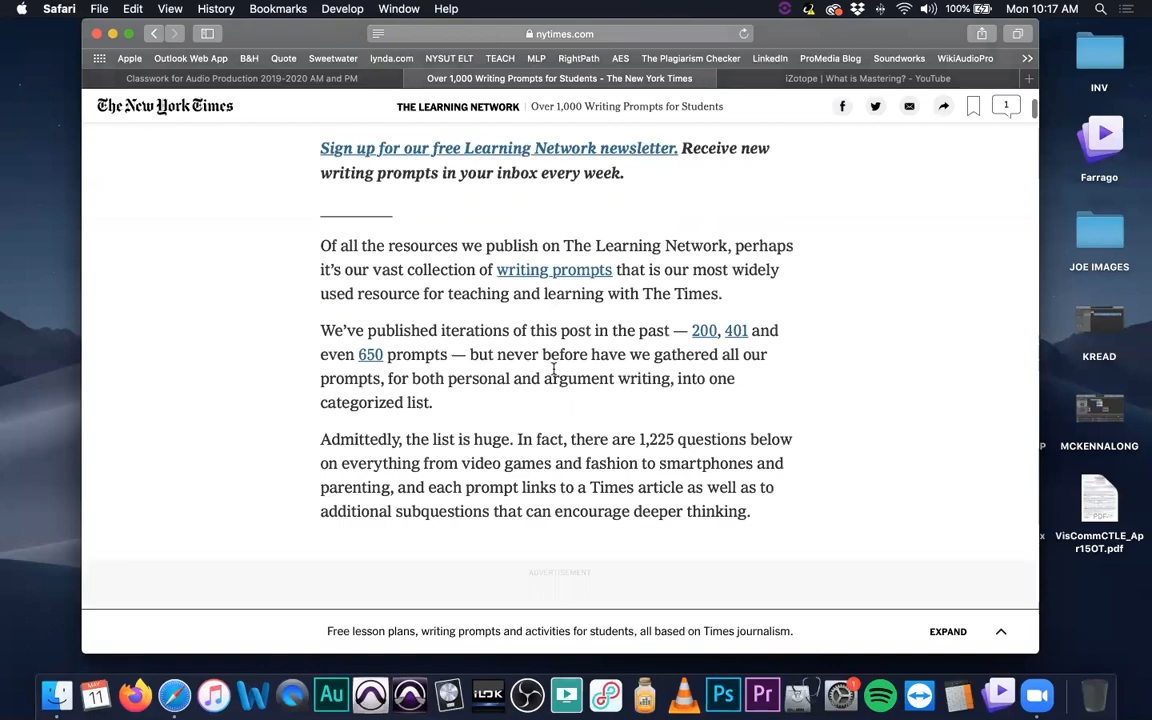 Safari File Edit View History Bookmarks Develop Window Help 100% Mon 10:17 AM
nytimes.com
Apple Outlook Web App B&H Quote Sweetwater lynda.com NYSUT ELT TEACH MLP RightPath AES The Plagiarism Checker LinkedIn ProMedia Blog Soundworks WikiAudioPro
Classwork for Audio Production 2019-2020 AM and PM Over 1,000 Writing Prompts for Students - The New York Times iZotope | What is Mastering? - YouTube
The New York Times THE LEARNING NETWORK | Over 1,000 Writing Prompts for Students 1
Sign up for our free Learning Network newsletter. Receive new
writing prompts in your inbox every week.
Of all the resources we publish on The Learning Network, perhaps
it's our vast collection of writing prompts that is our most widely
used resource for teaching and learning with The Times.
We've published iterations of this post in the past — 200, 401 and
even 650 prompts — but never before have we gathered all our
prompts, for both personal and argument writing, into one
categorized list.
Admittedly, the list is huge. In fact, there are 1,225 questions below
on everything from video games and fashion to smartphones and
parenting, and each prompt links to a Times article as well as to
additional subquestions that can encourage deeper thinking.
ADVERTISEMENT
Free lesson plans, writing prompts and activities for students, all based on Times journalism. EXPAND
INV
Farrago
JOE IMAGES
KREAD
MCKENNALONG
VisCommCTLE_Ap
r15OT.pdf
MAY
11
W
Au
iLOK
Ps
Pr
1